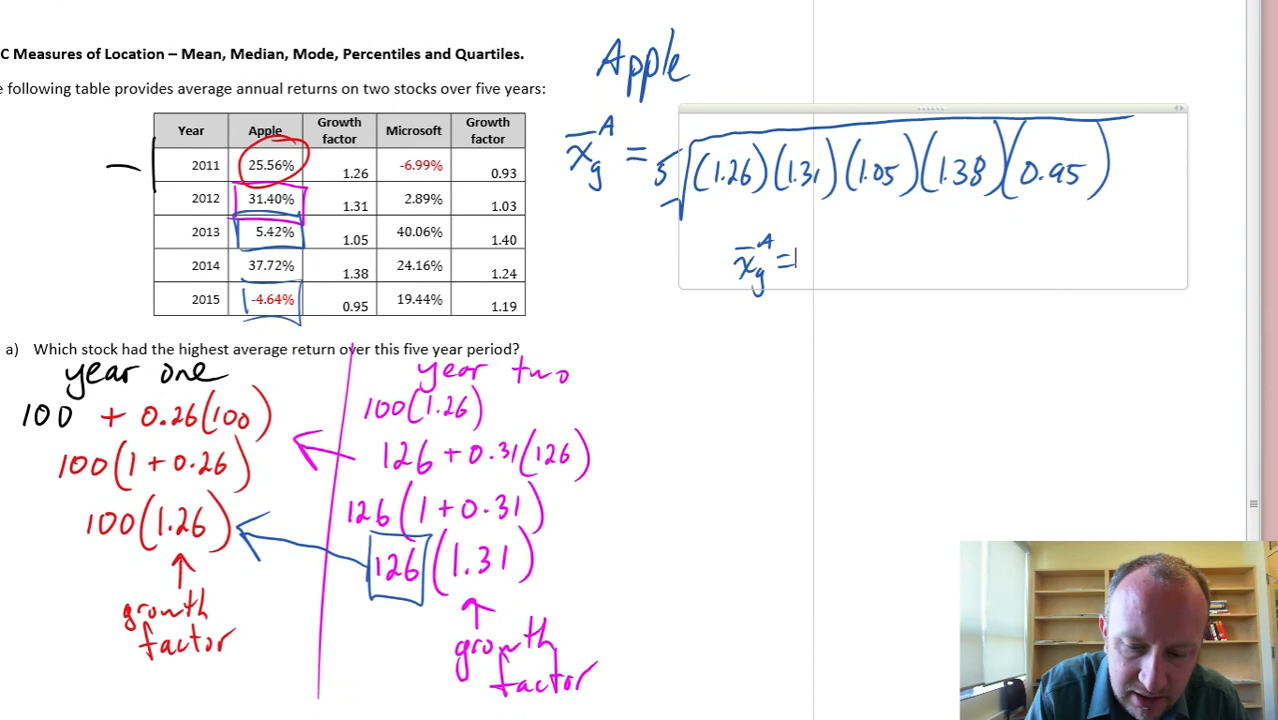 C Measures of Location – Mean, Median, Mode, Percentiles and Quartiles.
e following table provides average annual returns on two stocks over five years:
Year Apple Growth factor Microsoft Growth factor
2011 25.56% 1.26 -6.99% 0.93
2012 31.40% 1.31 2.89% 1.03
2013 5.42% 1.05 40.06% 1.40
2014 37.72% 1.38 24.16% 1.24
2015 -4.64% 0.95 19.44% 1.19
a) Which stock had the highest average return over this five year period?
year one
100 + 0.26(100)
100(1+0.26)
100(1.26)
↑
growth
factor
year two
100(1.26)
126+0.31(126)
126(1+0.31)
126(1.31)
↑
growth
factor
Apple
x̄gᴬ = ⁵√(1.26)(1.31)(1.05)(1.38)(0.95)
x̄gᴬ =